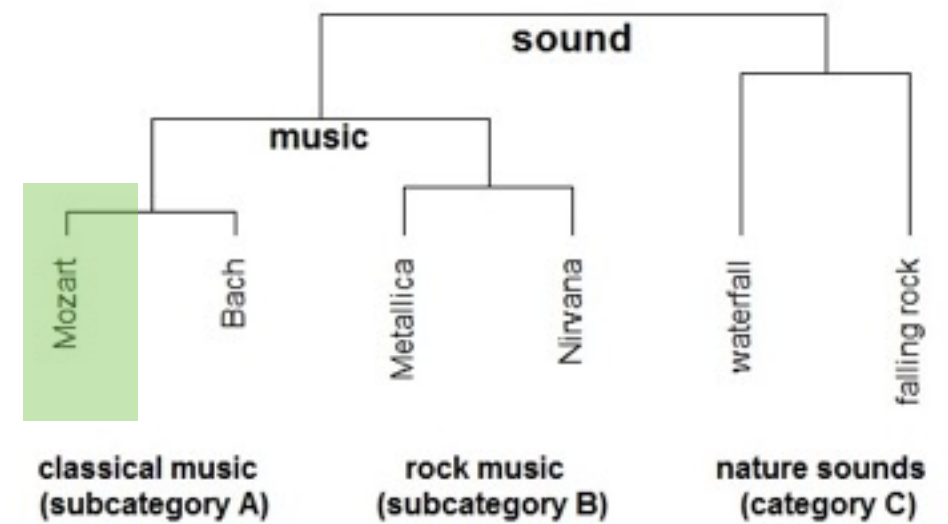 sound
music
Mozart
Bach
Metallica
Nirvana
waterfall
falling rock
classical music
(subcategory A)
rock music
(subcategory B)
nature sounds
(category C)